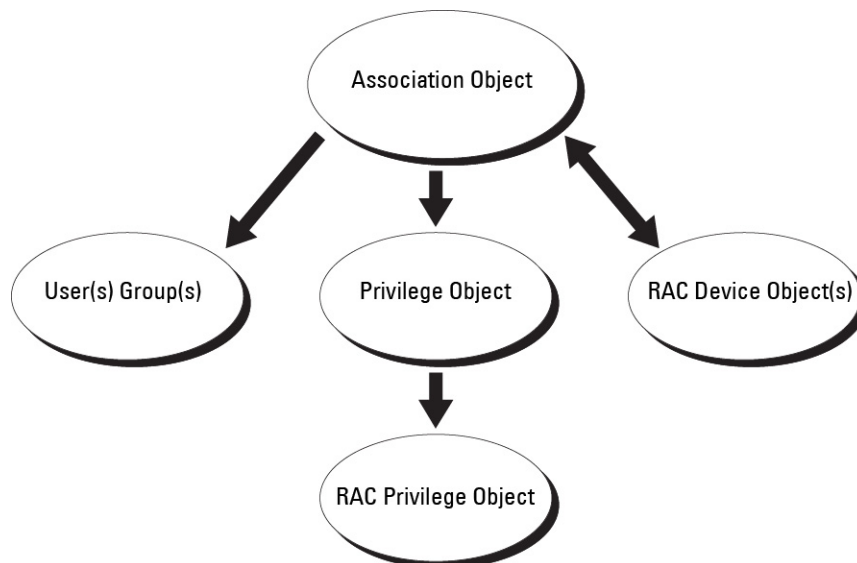 Association Object
User(s) Group(s)
Privilege Object
RAC Device Object(s)
RAC Privilege Object